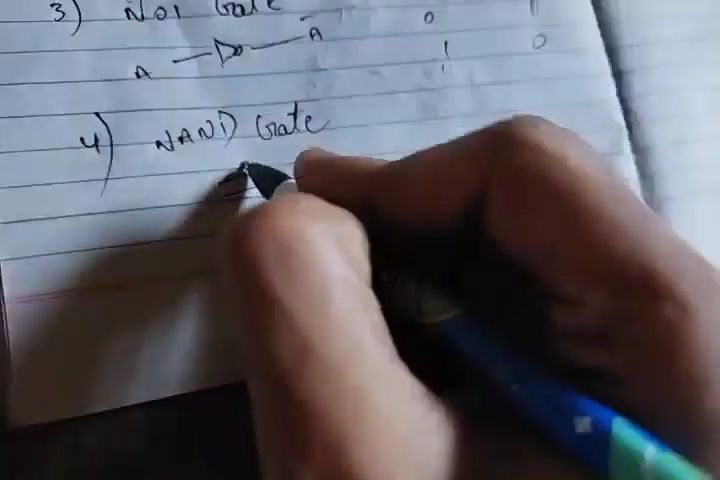 3) NOT Gate
A Ā 0 1
1 0
4) NAND Gate